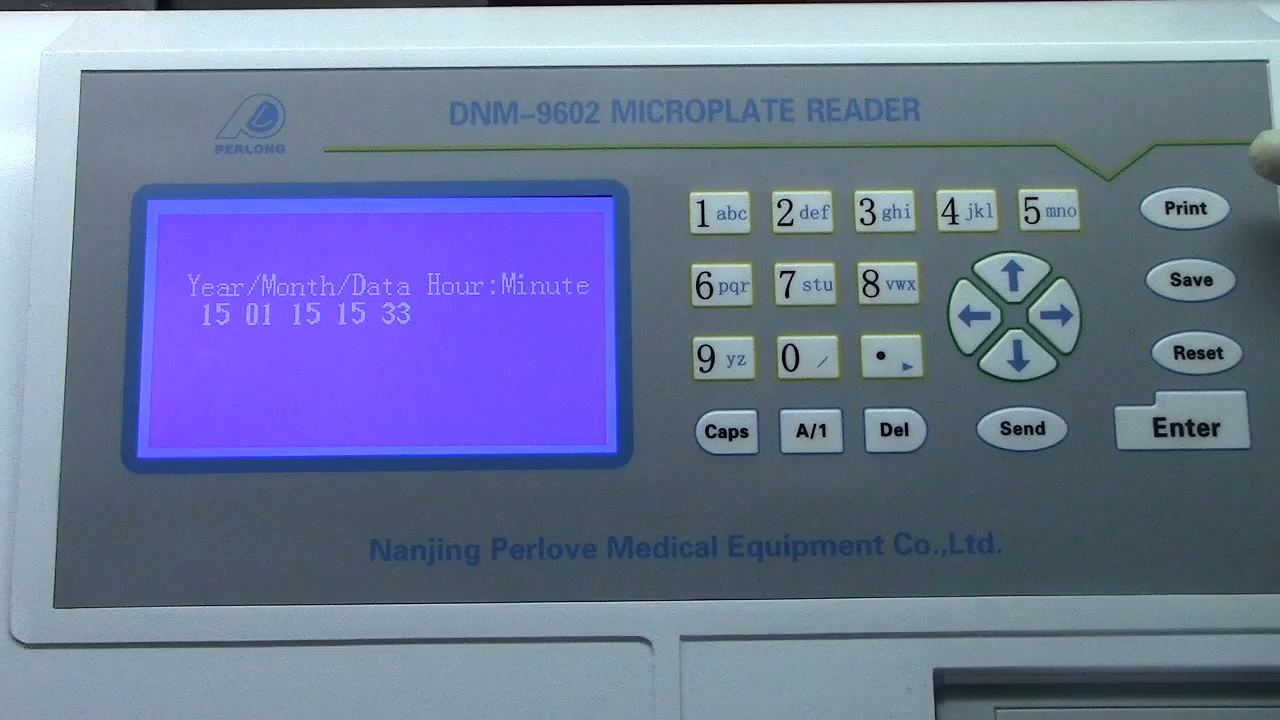 DNM-9602 MICROPLATE READER
PERLONG
Year/Month/Data Hour:Minute
15 01 15 15 33
1 abc
2 def
3 ghi
4 jkl
5 mno
Print
6 pqr
7 stu
8 vwx
Save
9 yz
0 /
.
Reset
Caps
A/1
Del
Send
Enter
Nanjing Perlove Medical Equipment Co.,Ltd.